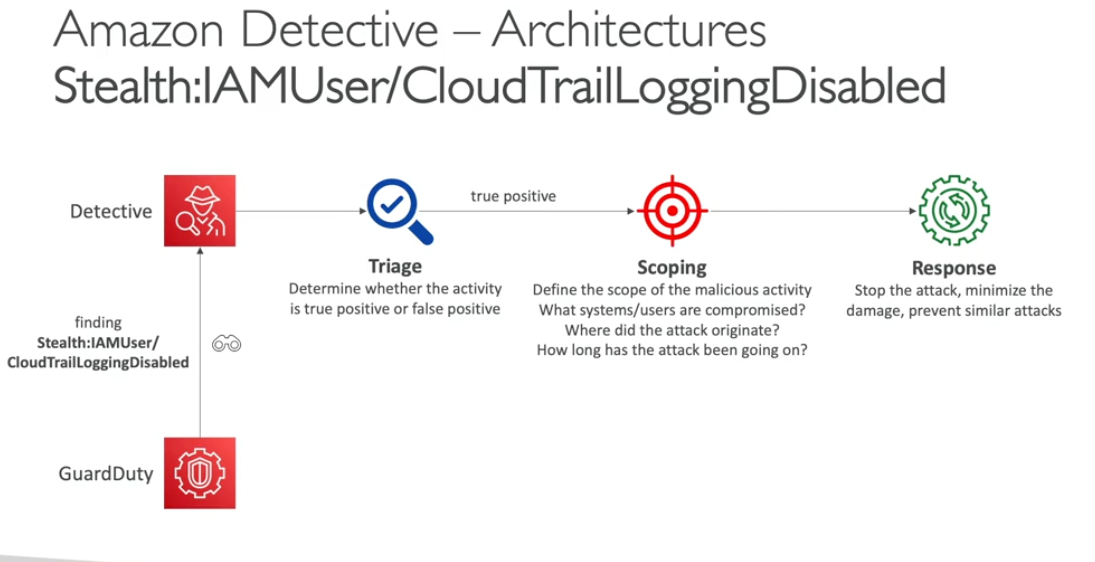 Amazon Detective – Architectures
Stealth:IAMUser/CloudTrailLoggingDisabled
Detective
true positive
Triage
Determine whether the activity
is true positive or false positive
Scoping
Define the scope of the malicious activity
What systems/users are compromised?
Where did the attack originate?
How long has the attack been going on?
Response
Stop the attack, minimize the
damage, prevent similar attacks
finding
Stealth:IAMUser/
CloudTrailLoggingDisabled
GuardDuty